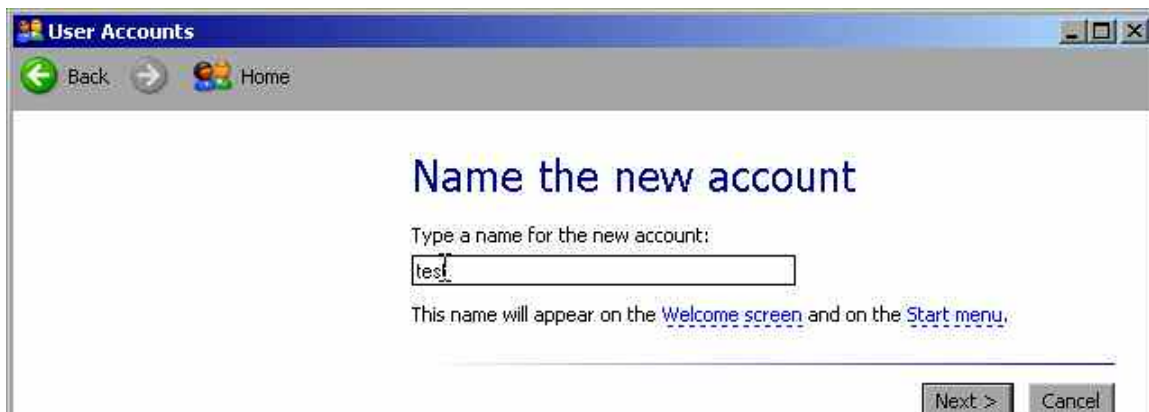 User Accounts
Back Home
Name the new account
Type a name for the new account:
test
This name will appear on the Welcome screen and on the Start menu.
Next > Cancel